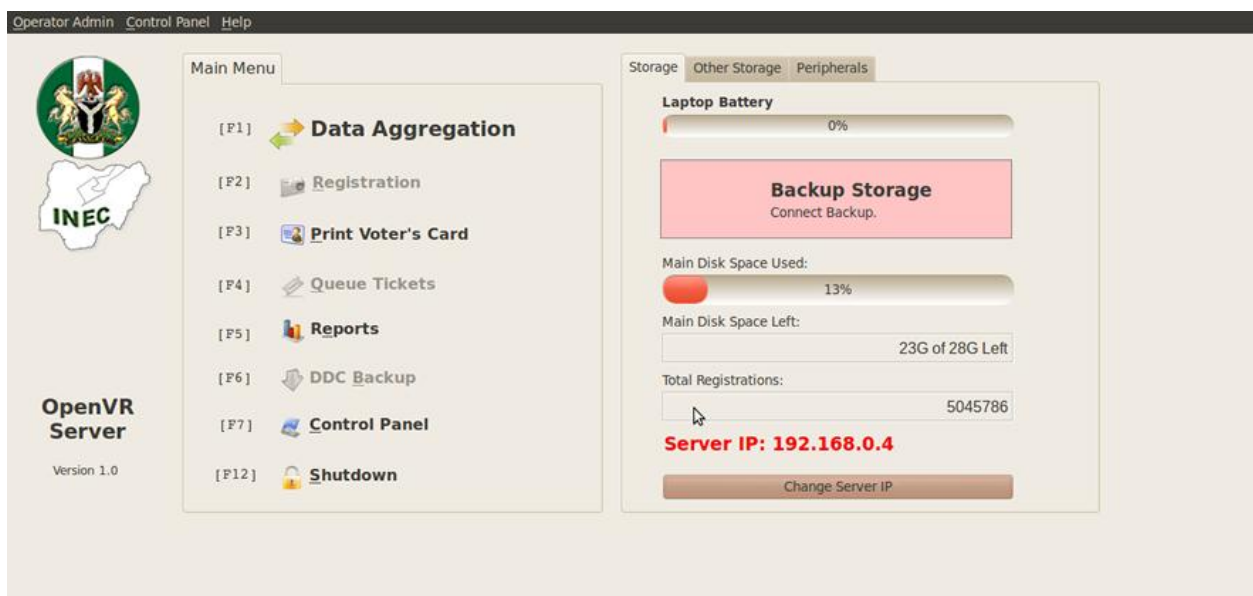 Operator Admin Control Panel Help
INEC
OpenVR
Server
Version 1.0
Main Menu
[F1] Data Aggregation
[F2] Registration
[F3] Print Voter's Card
[F4] Queue Tickets
[F5] Reports
[F6] DDC Backup
[F7] Control Panel
[F12] Shutdown
Storage Other Storage Peripherals
Laptop Battery
0%
Backup Storage
Connect Backup.
Main Disk Space Used:
13%
Main Disk Space Left:
23G of 28G Left
Total Registrations:
5045786
Server IP: 192.168.0.4
Change Server IP